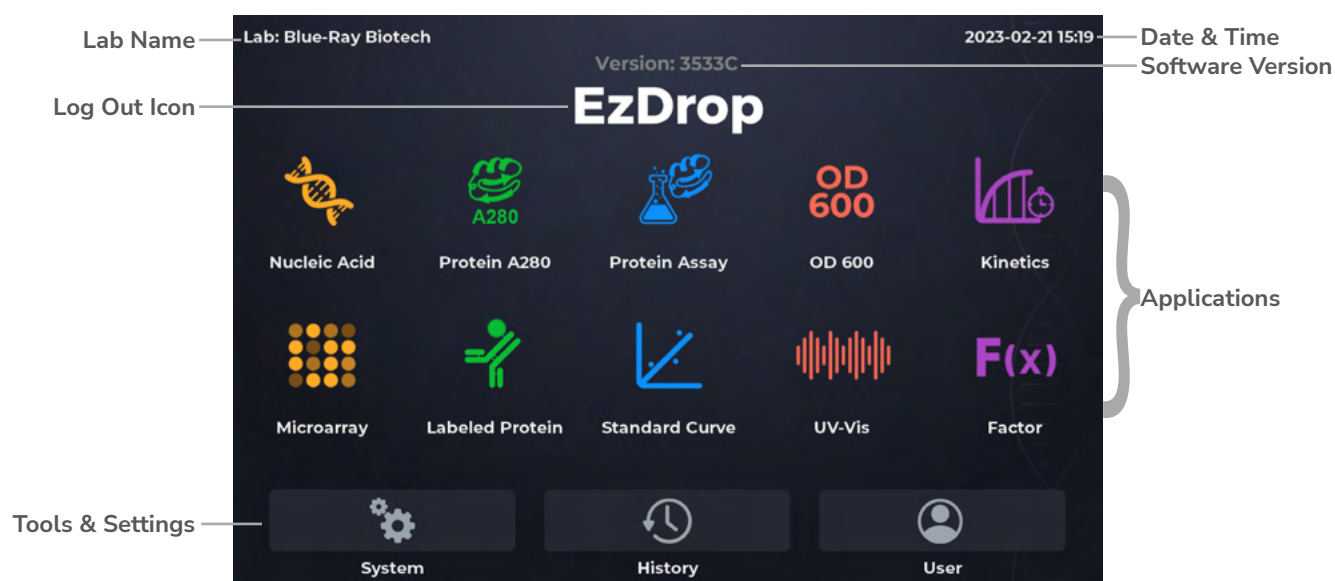 Lab Name
Lab: Blue-Ray Biotech
2023-02-21 15:19
Date & Time
Version: 3533C
Software Version
Log Out Icon
EzDrop
A280
OD
600
Nucleic Acid
Protein A280
Protein Assay
OD 600
Kinetics
Applications
F(x)
Microarray
Labeled Protein
Standard Curve
UV-Vis
Factor
Tools & Settings
System
History
User